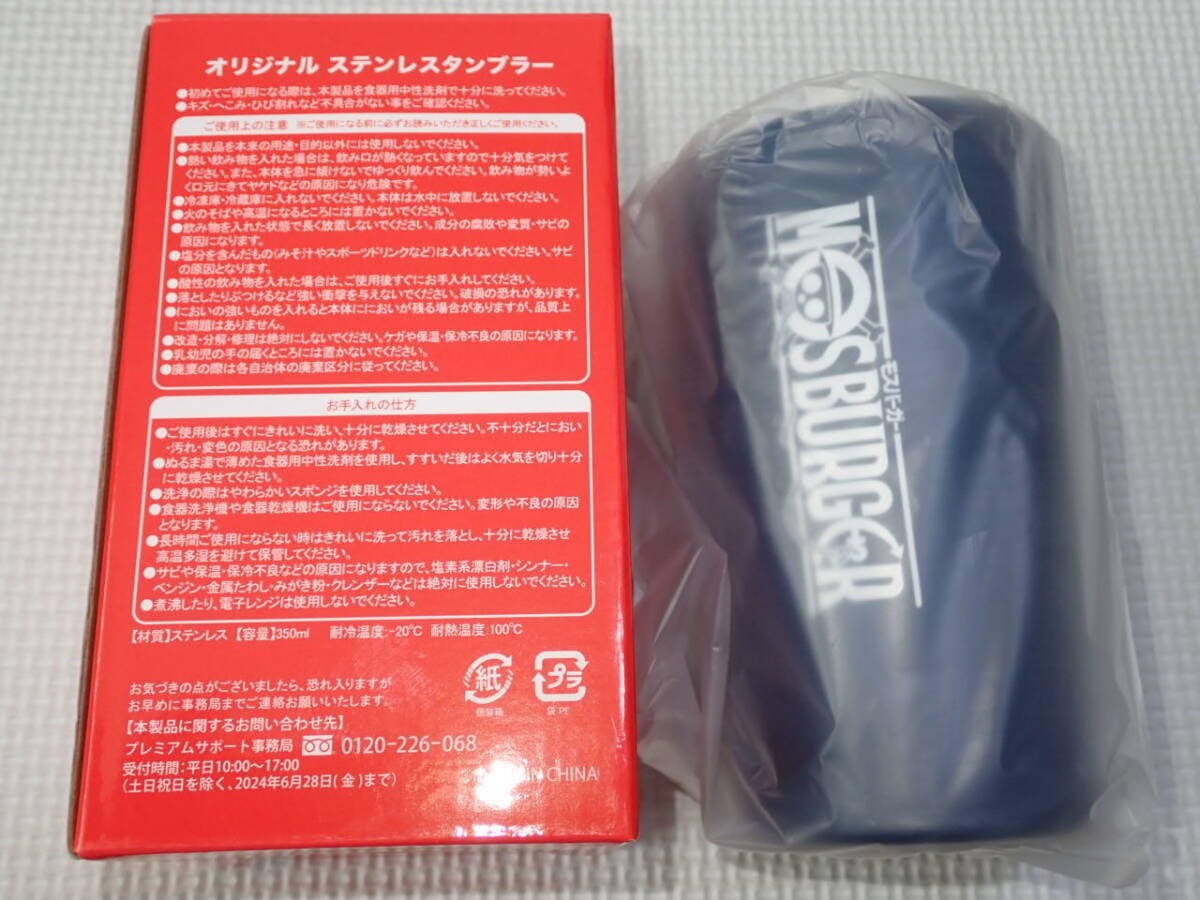 オリジナル ステンレスタンブラー
●初めてご使用になる際は、本製品を食器用中性洗剤で十分に洗ってください。
●キズ・へこみ・ひび割れなど不具合がない事をご確認ください。
ご使用上の注意 ※ご使用になる前に必ずお読みいただき正しくご使用ください。
●本製品を本来の用途・目的以外には使用しないでください。
●熱い飲み物を入れた場合は、飲み口が熱くなっていますので十分気をつけて
ください。また、本体を急に傾けないでゆっくり飲んでください。飲み物が勢いよ
く口元にきてヤケドなどの原因になり危険です。
●冷凍庫・冷蔵庫に入れないでください。本体は水中に放置しないでください。
●火のそばや高温になるところには置かないでください。
●飲み物を入れた状態で長く放置しないでください。成分の腐敗や変質・サビの
原因になります。
●塩分を含んだもの(みそ汁やスポーツドリンクなど)は入れないでください。サビ
の原因となります。
●酸性の飲み物を入れた場合は、ご使用後すぐにお手入れしてください。
●落としたりぶつけるなど強い衝撃を与えないでください。破損の恐れがあります。
●においの強いものを入れると本体ににおいが残る場合がありますが、品質上
に問題はありません。
●改造・分解・修理は絶対にしないでください。ケガや保温・保冷不良の原因になります。
●乳幼児の手の届くところには置かないでください。
●廃棄の際は各自治体の廃棄区分に従ってください。
お手入れの仕方
●ご使用後はすぐにきれいに洗い、十分に乾燥させてください。不十分だとにおい
・汚れ・変色の原因となる恐れがあります。
●ぬるま湯で薄めた食器用中性洗剤を使用し、すすいだ後はよく水気を切り十分
に乾燥させてください。
●洗浄の際はやわらかいスポンジを使用してください。
●食器洗浄機や食器乾燥機はご使用にならないでください。変形や不良の原因
となります。
●長時間ご使用にならない時はきれいに洗って汚れを落とし、十分に乾燥させ
高温多湿を避けて保管してください。
●サビや保温・保冷不良などの原因になりますので、塩素系漂白剤・シンナー・
ベンジン・金属たわし・みがき粉・クレンザーなどは絶対に使用しないでください。
●煮沸したり、電子レンジは使用しないでください。
【材質】ステンレス 【容量】350ml 耐冷温度:-20℃ 耐熱温度:100℃
お気づきの点がございましたら、恐れ入りますが
お早めに事務局までご連絡お願いいたします。
紙
個装箱
プラ
袋:PE
【本製品に関するお問い合わせ先】
プレミアムサポート事務局 0120-226-068
受付時間:平日10:00〜17:00
(土日祝日を除く、2024年6月28日(金)まで)
IN CHINA
MOSBURGER
モスバーガー